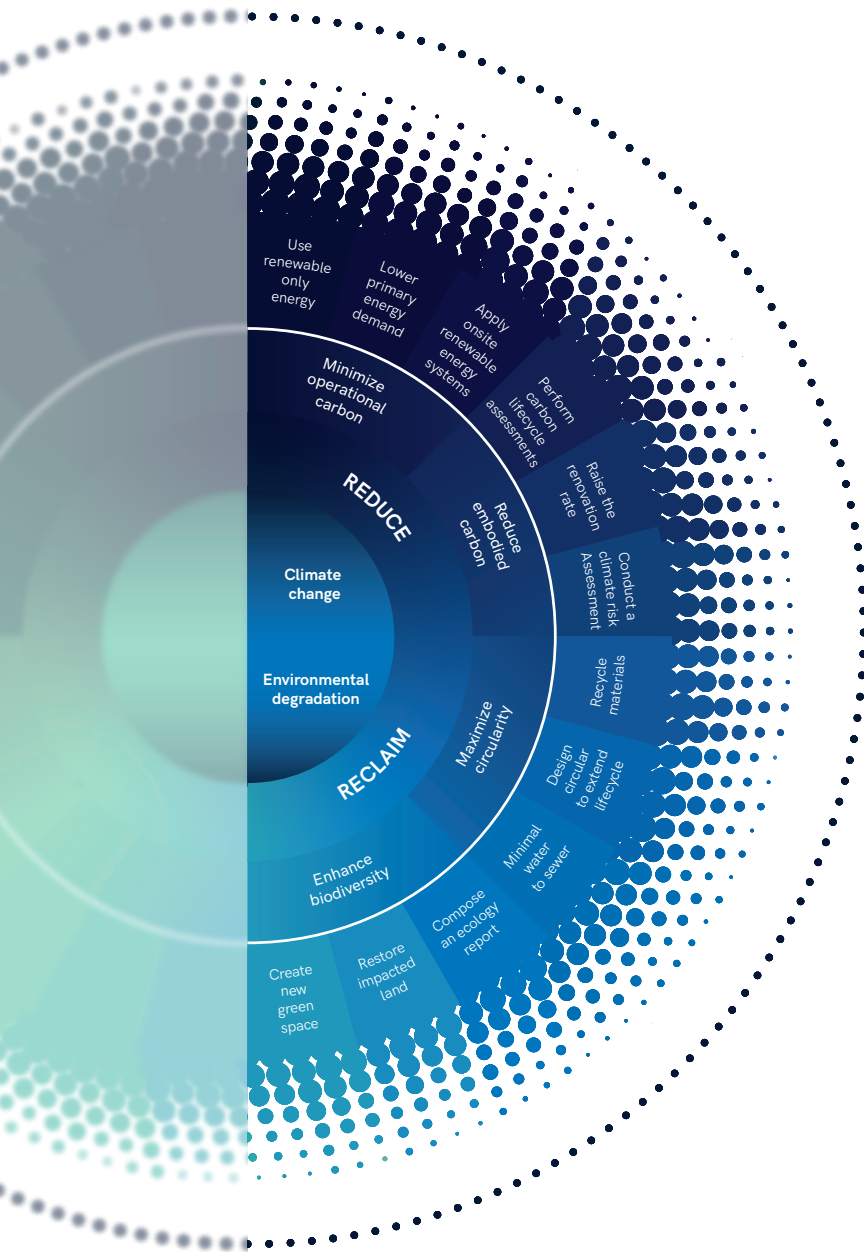 Use
renewable
only
energy
Lower
primary
energy
demand
Apply
onsite
renewable
energy
systems
Perform
carbon
lifecycle
assessments
Raise the
renovation
rate
Conduct a
climate risk
Assessment
Recycle
materials
Design
circular
to extend
lifecycle
Minimal
water
to sewer
Compose
an ecology
report
Restore
impacted
land
Create
new
green
space
Minimize
operational
carbon
Reduce
embodied
carbon
Maximize
circularity
Enhance
biodiversity
REDUCE
RECLAIM
Climate
change
Environmental
degradation